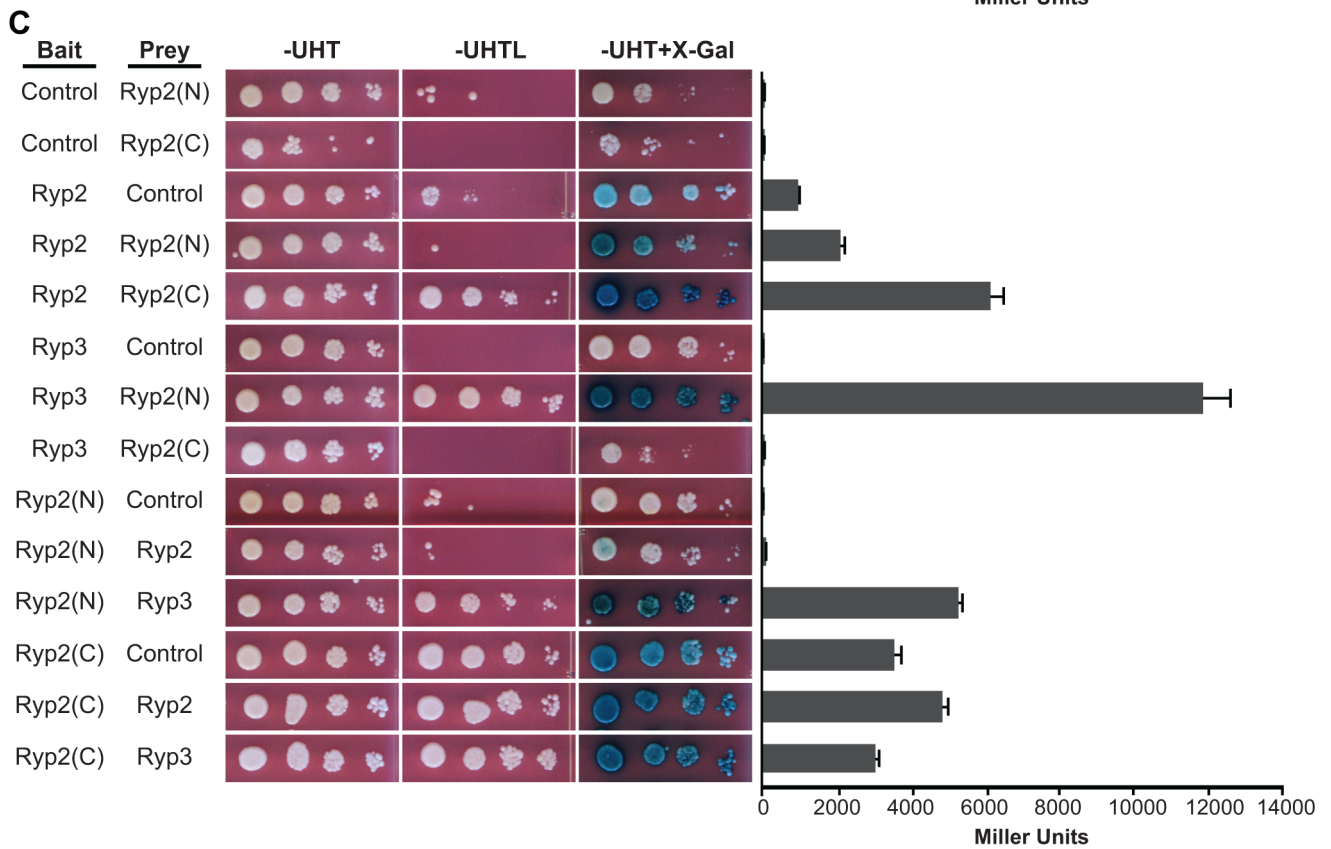 Miller Units
C
Bait Prey -UHT -UHTL -UHT+X-Gal
Control Ryp2(N)
Control Ryp2(C)
Ryp2 Control
Ryp2 Ryp2(N)
Ryp2 Ryp2(C)
Ryp3 Control
Ryp3 Ryp2(N)
Ryp3 Ryp2(C)
Ryp2(N) Control
Ryp2(N) Ryp2
Ryp2(N) Ryp3
Ryp2(C) Control
Ryp2(C) Ryp2
Ryp2(C) Ryp3
0 2000 4000 6000 8000 10000 12000 14000
Miller Units